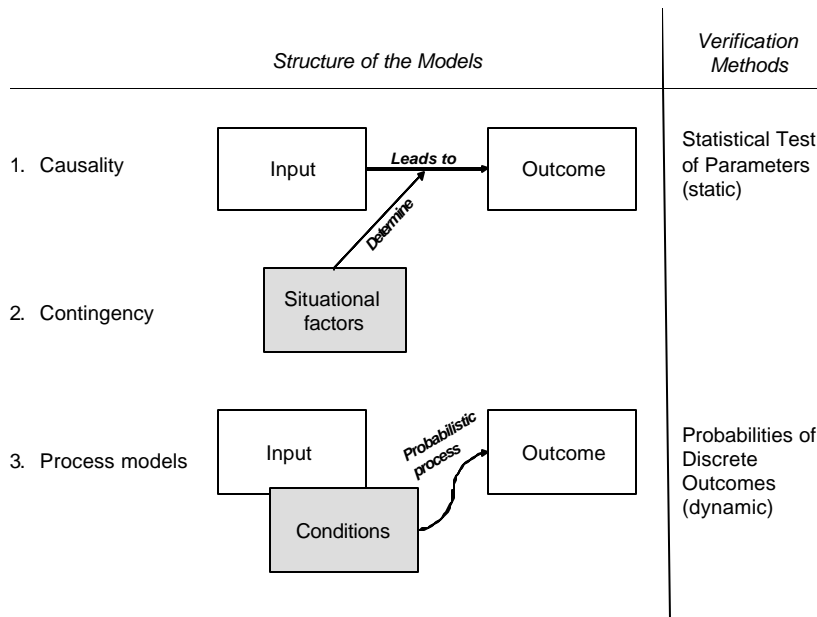 Structure of the Models
Verification
Methods
1. Causality
Input
Leads to
Outcome
Statistical Test
of Parameters
(static)
Determine
2. Contingency
Situational
factors
3. Process models
Input
Probabilistic
process
Outcome
Probabilities of
Discrete
Outcomes
(dynamic)
Conditions